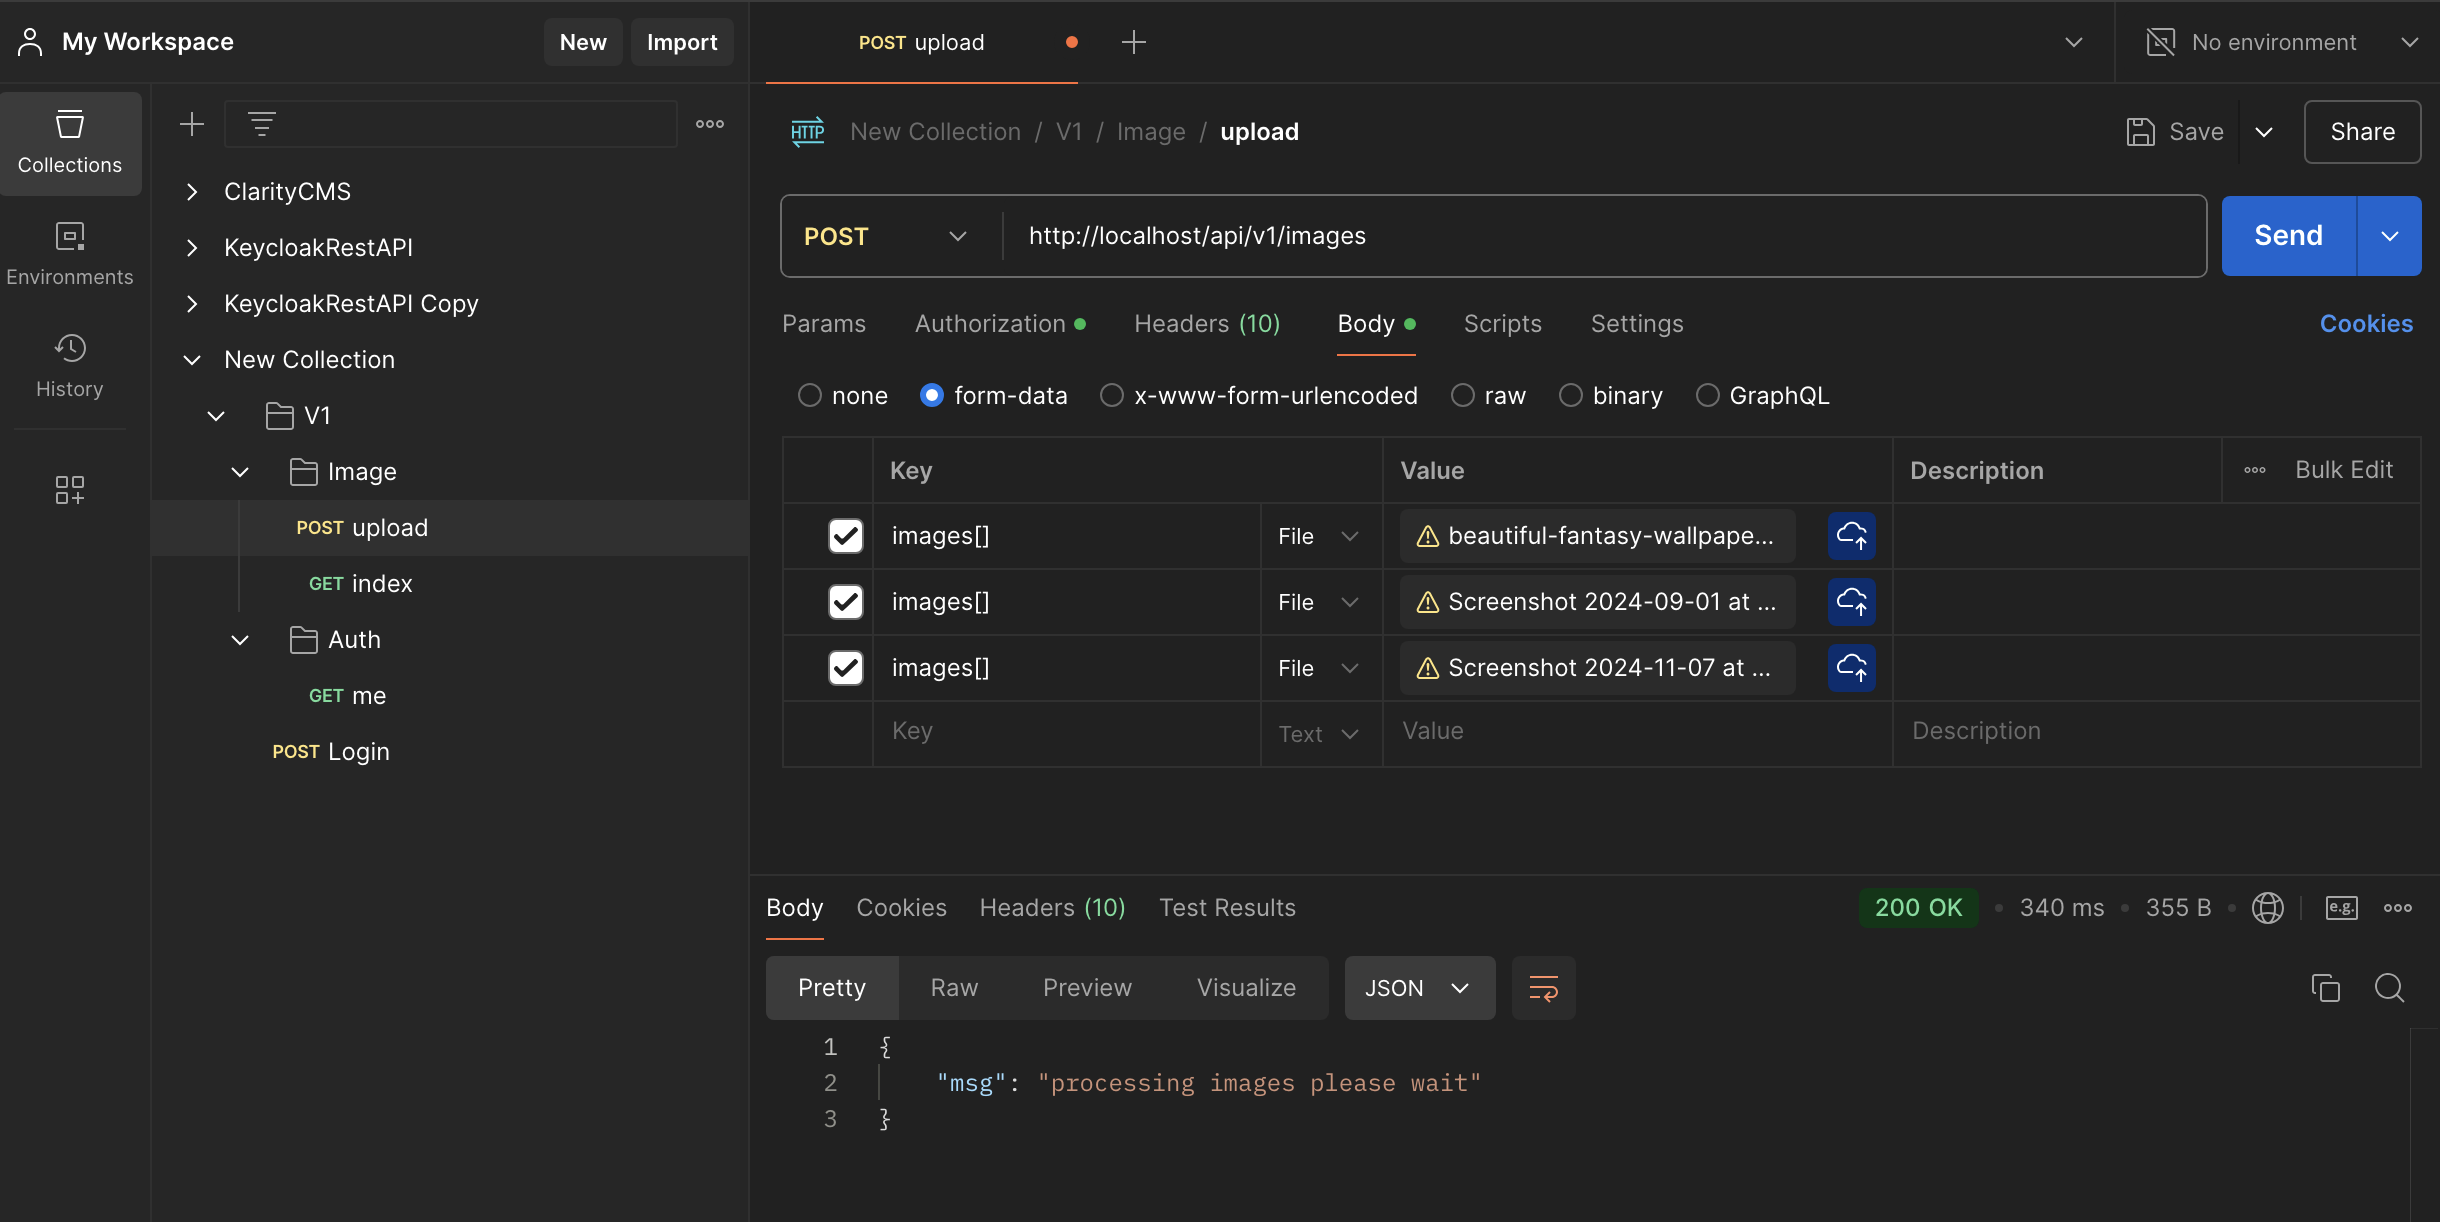 My Workspace
New
Import
POST upload
No environment
Collections
Environments
History
ClarityCMS
KeycloakRestAPI
KeycloakRestAPI Copy
New Collection
V1
Image
POST upload
GET index
Auth
GET me
POST Login
HTTP New Collection / V1 / Image / upload
Save
Share
POST
http://localhost/api/v1/images
Send
Params
Authorization
Headers (10)
Body
Scripts
Settings
Cookies
none
form-data
x-www-form-urlencoded
raw
binary
GraphQL
Key Value Description Bulk Edit
images[] File beautiful-fantasy-wallpape...
images[] File Screenshot 2024-09-01 at ...
images[] File Screenshot 2024-11-07 at ...
Key Text Value Description
Body Cookies Headers (10) Test Results
200 OK • 340 ms • 355 B • e.g.
Pretty Raw Preview Visualize JSON
1 {
2 "msg": "processing images please wait"
3 }